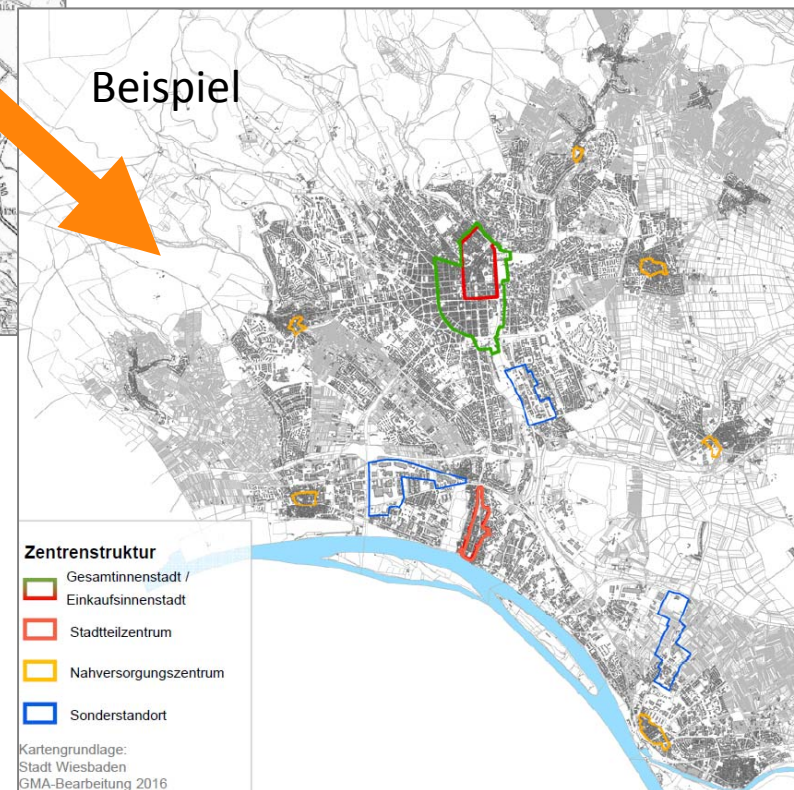 Beispiel
Zentrenstruktur
Gesamtinnenstadt /
Einkaufsinnenstadt
Stadtteilzentrum
Nahversorgungszentrum
Sonderstandort
Kartengrundlage:
Stadt Wiesbaden
GMA-Bearbeitung 2016